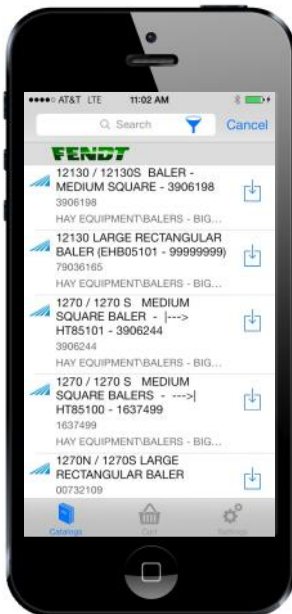 AT&T LTE 11:02 AM
Search Cancel
FENDT
12130 / 12130S BALER -
MEDIUM SQUARE - 3906198
3906198
HAY EQUIPMENT\BALERS - BIG...
12130 LARGE RECTANGULAR
BALER (EHB05101 - 99999999)
79036165
HAY EQUIPMENT\BALERS - BIG...
1270 / 1270 S MEDIUM
SQUARE BALER - |--->
HT85101 - 3906244
3906244
HAY EQUIPMENT\BALERS - BIG...
1270 / 1270 S MEDIUM
SQUARE BALERS - --->|
HT85100 - 1637499
1637499
HAY EQUIPMENT\BALERS - BIG...
1270N / 1270S LARGE
RECTANGULAR BALER
00732109
Catalogs Cart Settings